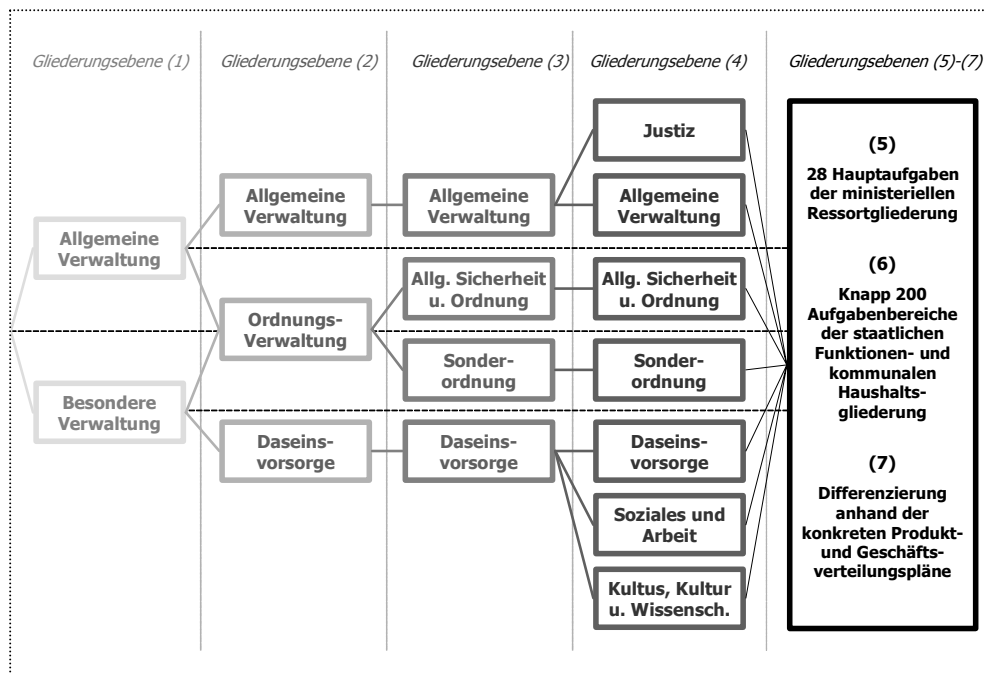 Gliederungsebene (1)
Gliederungsebene (2)
Gliederungsebene (3)
Gliederungsebene (4)
Gliederungsebenen (5)-(7)
Allgemeine
Verwaltung
Besondere
Verwaltung
Allgemeine
Verwaltung
Ordnungs-
Verwaltung
Daseins-
vorsorge
Allgemeine
Verwaltung
Allg. Sicherheit
u. Ordnung
Sonder-
ordnung
Daseins-
vorsorge
Justiz
Allgemeine
Verwaltung
Allg. Sicherheit
u. Ordnung
Sonder-
ordnung
Daseins-
vorsorge
Soziales und
Arbeit
Kultus, Kultur
u. Wissensch.
(5)
28 Hauptaufgaben
der ministeriellen
Ressortgliederung
(6)
Knapp 200
Aufgabenbereiche
der staatlichen
Funktionen- und
kommunalen
Haushalts-
gliederung
(7)
Differenzierung
anhand der
konkreten Produkt-
und Geschäfts-
verteilungspläne